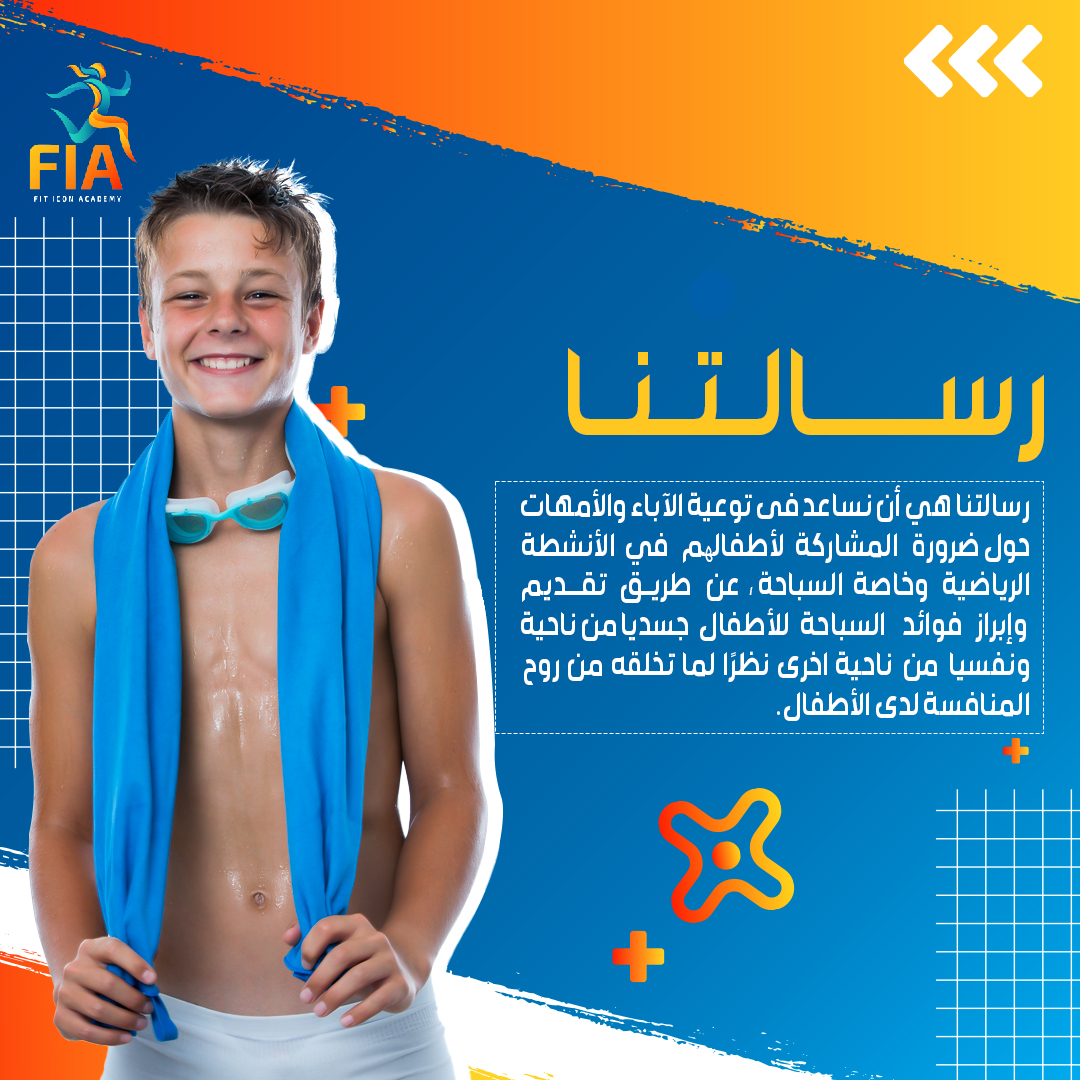 FIA
FIT ICON ACADEMY
رسالتنا
رسالتنا هي أن نساعد فى توعية الآباء والأمهات
حول ضرورة المشاركة لأطفالهم في الأنشطة
الرياضية وخاصة السباحة، عن طريق تقديم
وإبراز فوائد السباحة للأطفال جسديا من ناحية
ونفسيا من ناحية اخرى نظرًا لما تخلقه من روح
المنافسة لدى الأطفال.